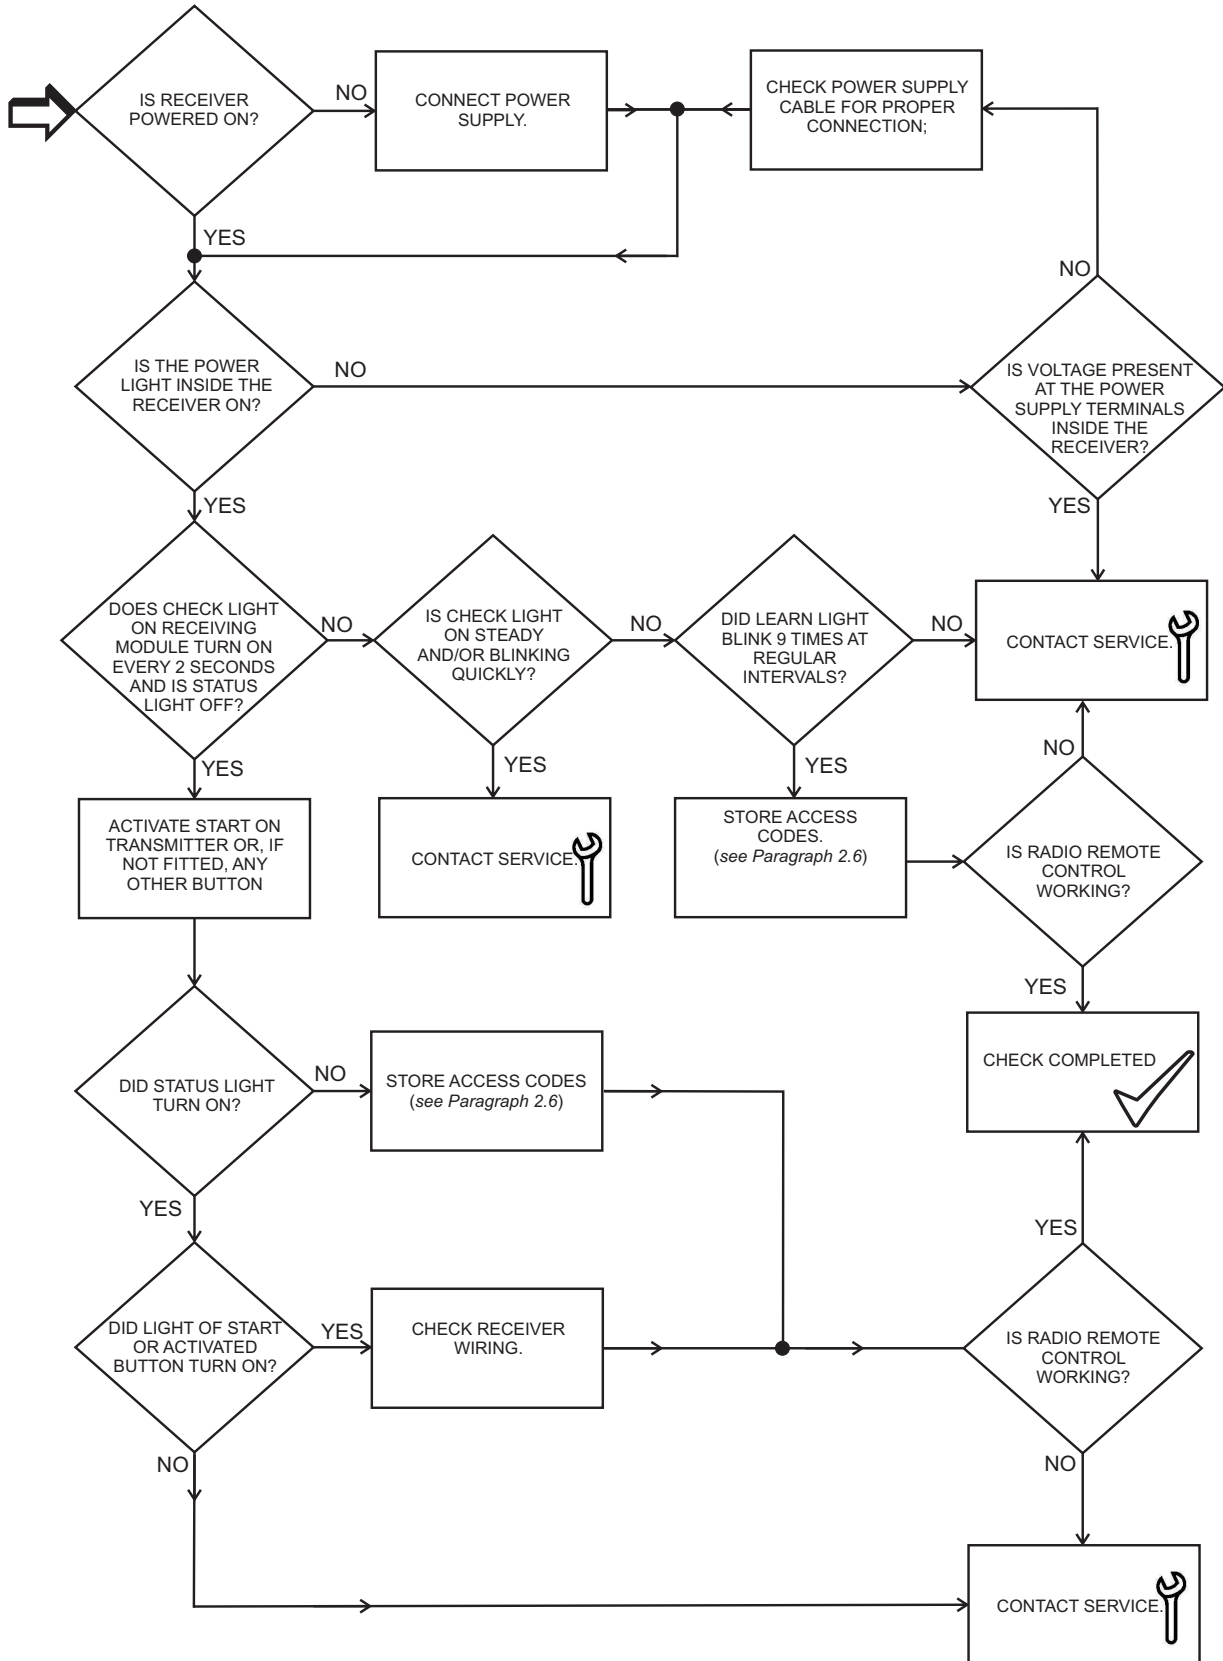 IS RECEIVER
POWERED ON?
NO
CONNECT POWER
SUPPLY.
CHECK POWER SUPPLY
CABLE FOR PROPER
CONNECTION;
YES
NO
IS THE POWER
LIGHT INSIDE THE
RECEIVER ON?
NO
IS VOLTAGE PRESENT
AT THE POWER
SUPPLY TERMINALS
INSIDE THE
RECEIVER?
YES
YES
DOES CHECK LIGHT
ON RECEIVING
MODULE TURN ON
EVERY 2 SECONDS
AND IS STATUS
LIGHT OFF?
NO
IS CHECK LIGHT
ON STEADY
AND/OR BLINKING
QUICKLY?
NO
DID LEARN LIGHT
BLINK 9 TIMES AT
REGULAR
INTERVALS?
NO
CONTACT SERVICE.
YES
YES
YES
NO
ACTIVATE START ON
TRANSMITTER OR, IF
NOT FITTED, ANY
OTHER BUTTON
CONTACT SERVICE.
STORE ACCESS
CODES.
(see Paragraph 2.6)
IS RADIO REMOTE
CONTROL
WORKING?
YES
DID STATUS LIGHT
TURN ON?
NO
STORE ACCESS CODES
(see Paragraph 2.6)
CHECK COMPLETED
YES
YES
DID LIGHT OF START
OR ACTIVATED
BUTTON TURN ON?
YES
CHECK RECEIVER
WIRING.
IS RADIO REMOTE
CONTROL
WORKING?
NO
NO
CONTACT SERVICE.